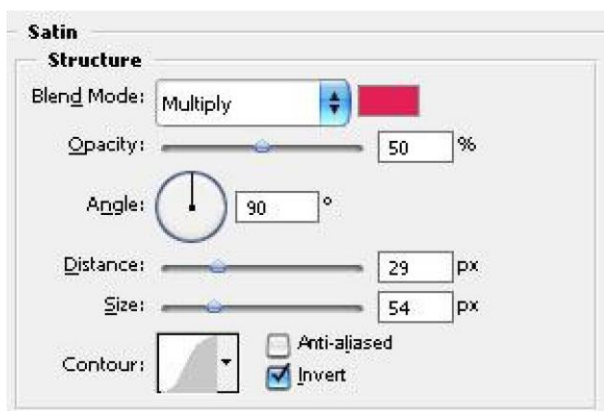 Satin
Structure
Blend Mode: Multiply
Opacity: 50 %
Angle: 90 °
Distance: 29 px
Size: 54 px
Contour: Anti-aliased
Invert